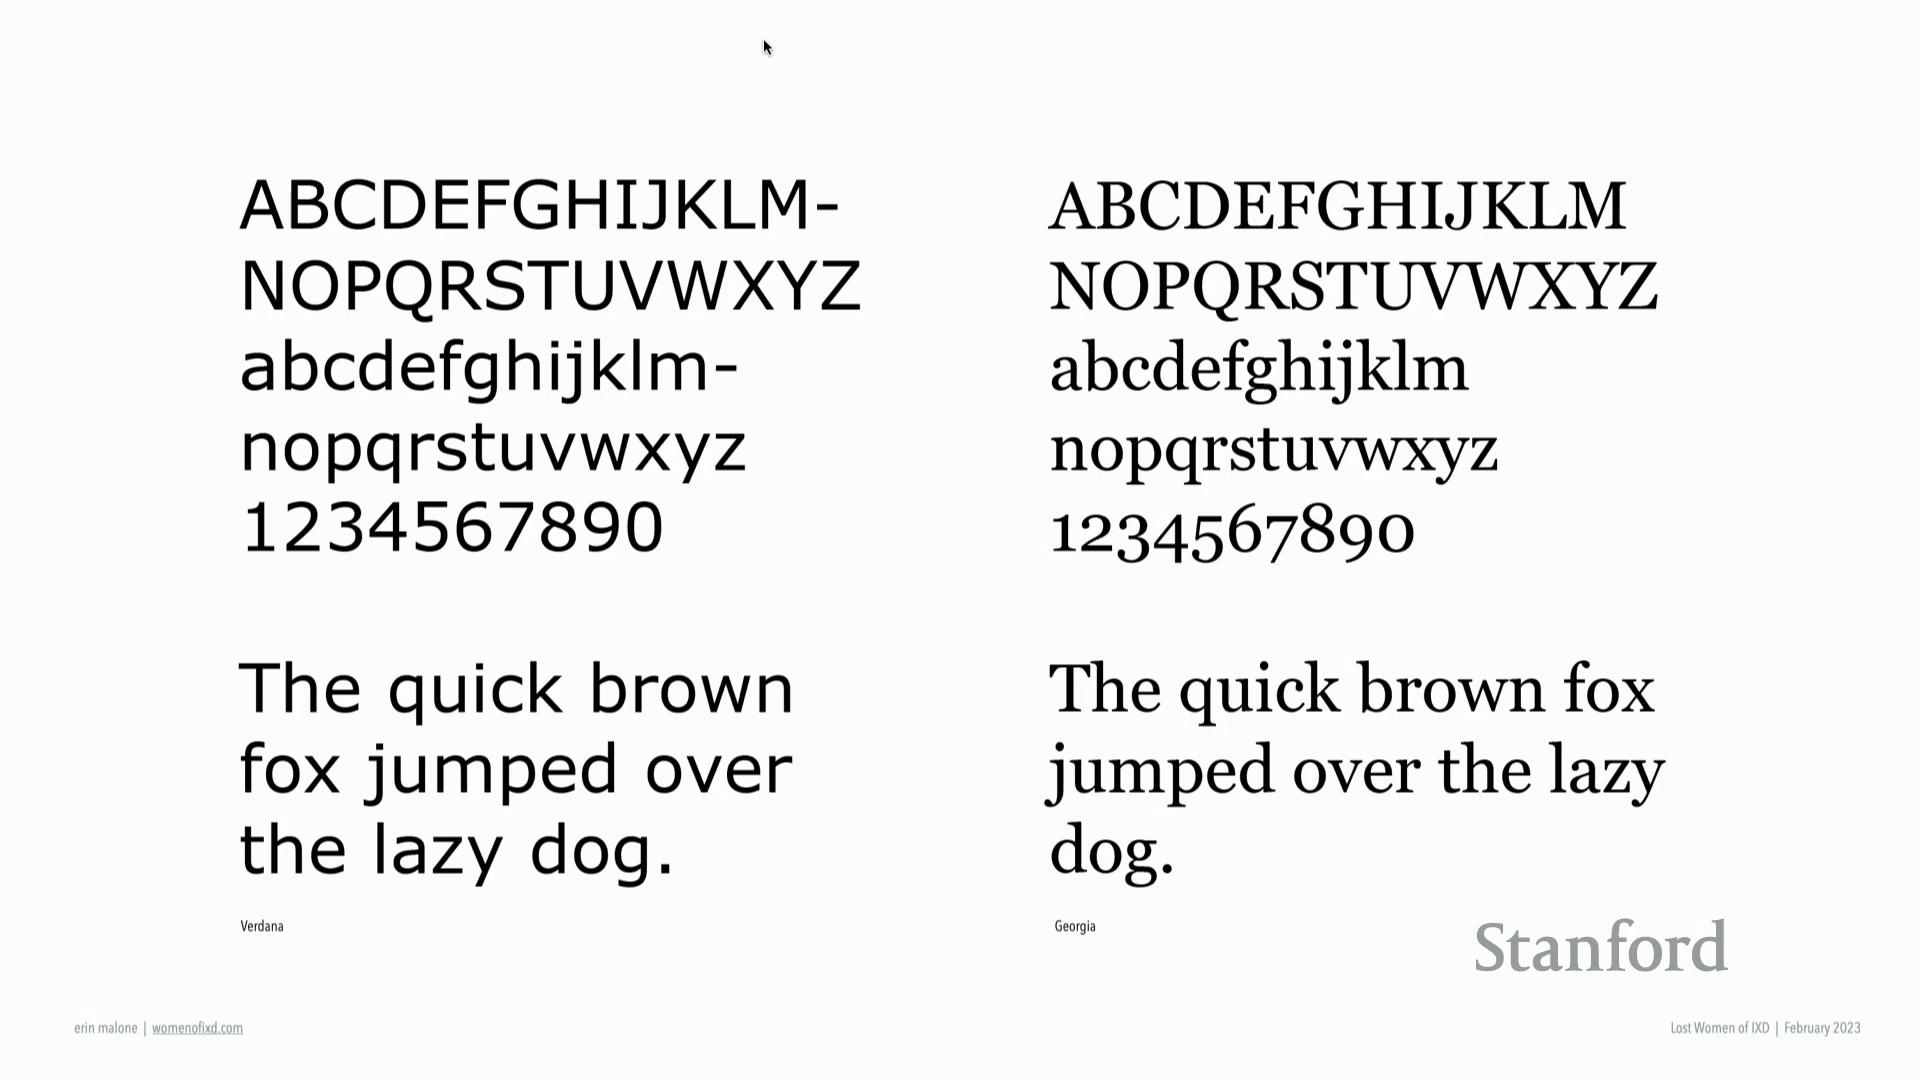 ABCDEFGHIJKLM-
NOPQRSTUVWXYZ
abcdefghijklm-
nopqrstuvwxyz
1234567890
The quick brown
fox jumped over
the lazy dog.
Verdana
ABCDEFGHIJKLM
NOPQRSTUVWXYZ
abcdefghijklm
nopqrstuvwxyz
1234567890
The quick brown fox
jumped over the lazy
dog.
Georgia
Stanford
erin malone | womenofixd.com
Lost Women of IXD | February 2023